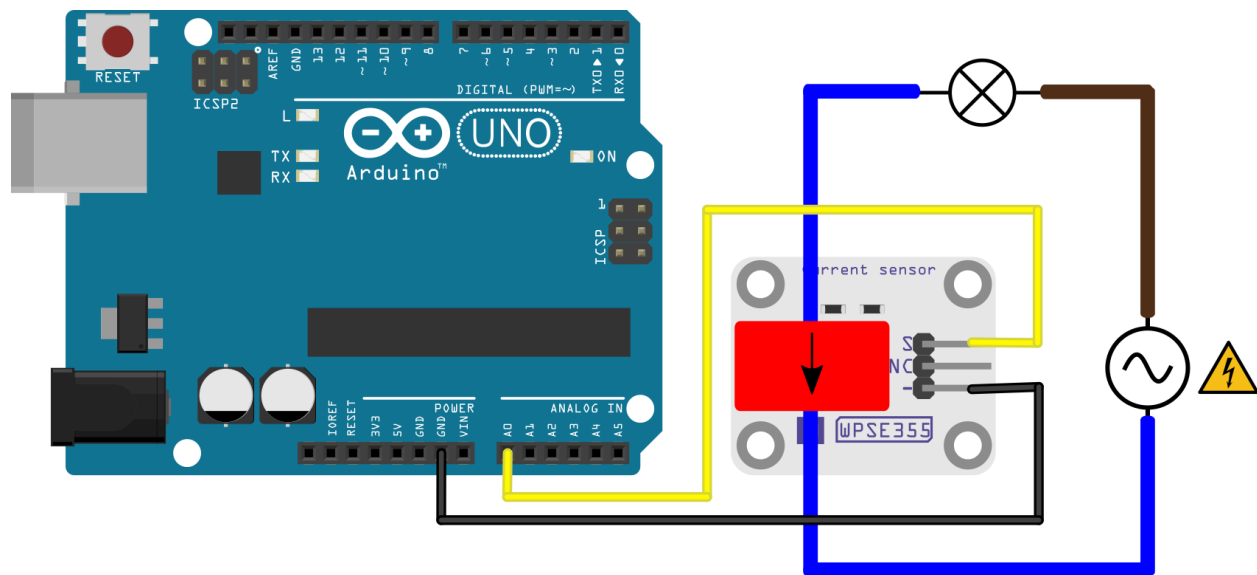 RESET
ICSP2
AREF
GND
13
12
~11
~10
~9
8
7
~6
~5
4
~3
2
TX0▶1
RX0◀0
DIGITAL (PWM=~)
L
TX
RX
UNO
Arduino™
ON
1
ICSP
IOREF
RESET
3V3
5V
GND
GND
VIN
POWER
A0
A1
A2
A3
A4
A5
ANALOG IN
Current sensor
S
NC
-
WPSE355